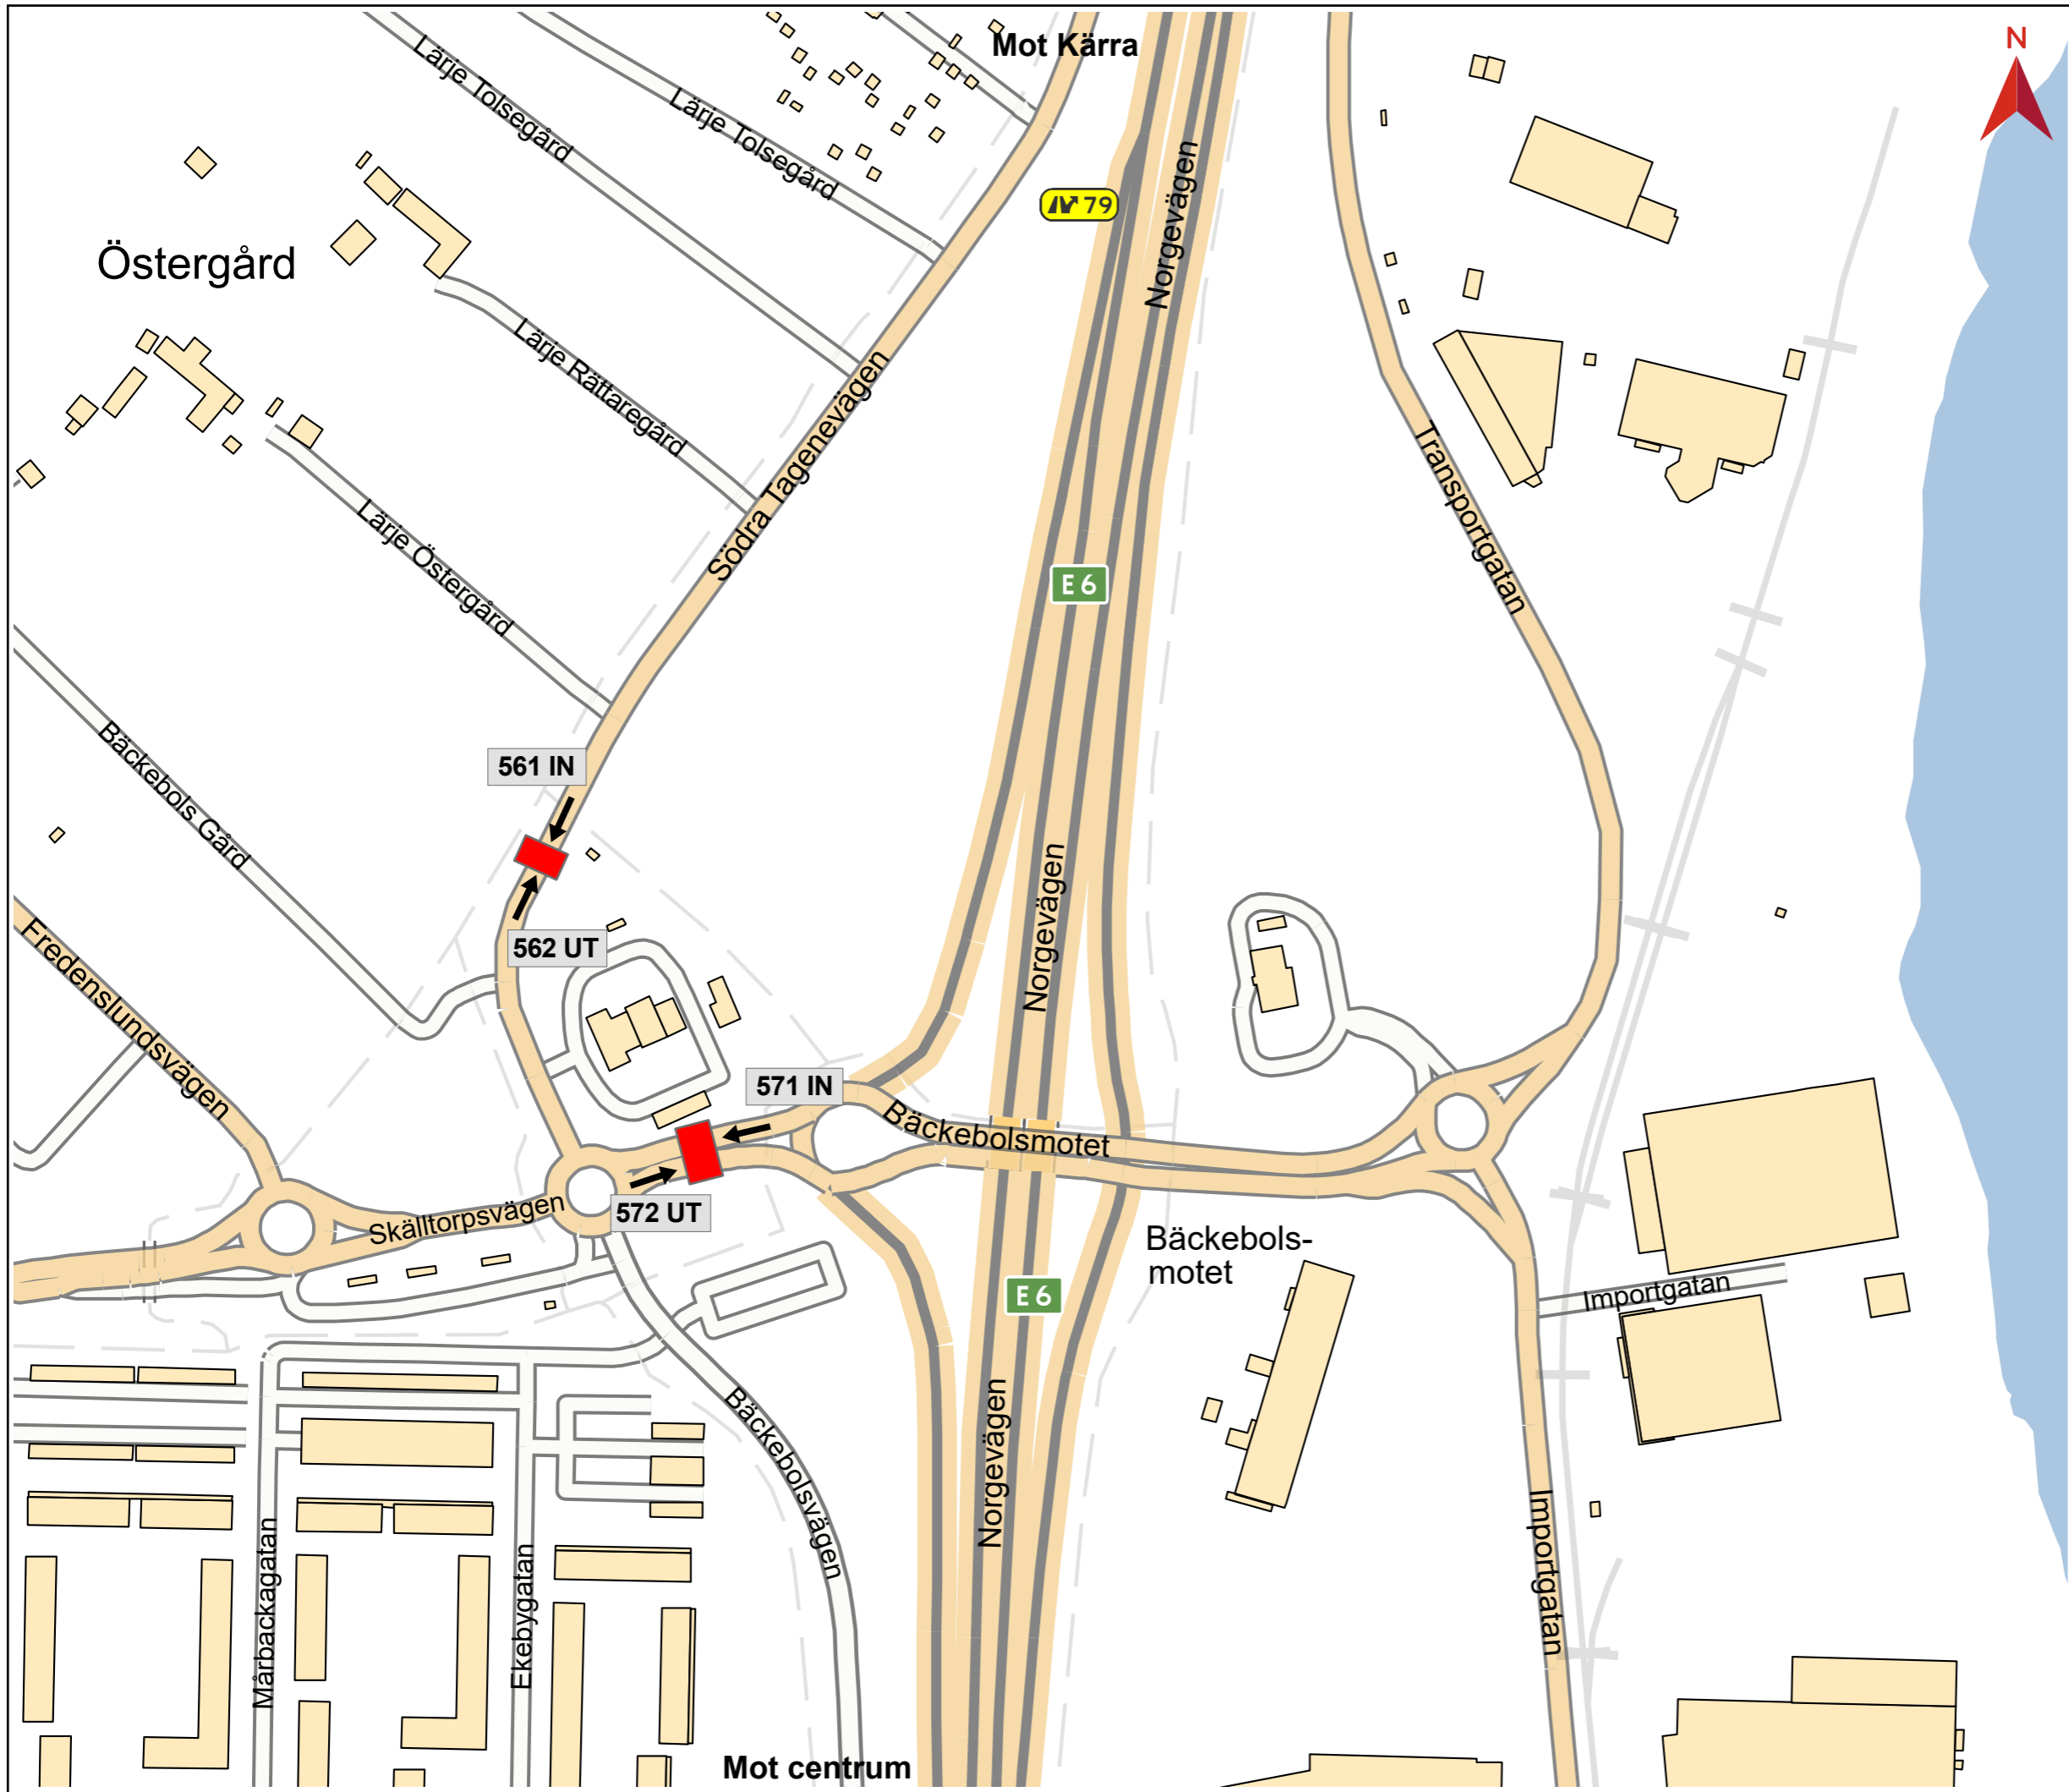 Mot Kärra
N
Lärje Tolsegård
Lärje Tolsegård
79
Norgevägen
Östergård
Lärje Rättaregård
Södra Tagenevägen
Transportgatan
Lärje Östergård
E 6
Bäckebols Gård
561 IN
562 UT
Norgevägen
Fredenslundsvägen
571 IN
Bäckebolsmotet
Skälltorpsvägen
572 UT
Bäckebols-
motet
E 6
Importgatan
Norgevägen
Bäckebolsvägen
Importgatan
Mårbackagatan
Ekebygatan
Mot centrum